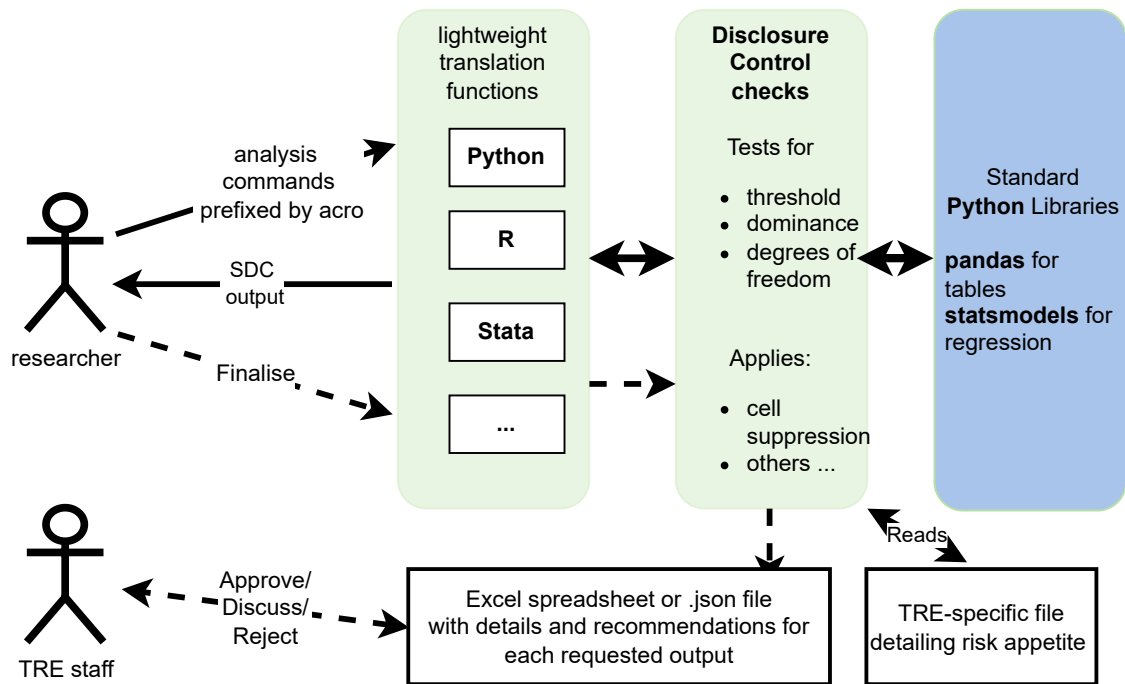 lightweight
translation
functions
Python
R
Stata
...
Disclosure
Control
checks
Tests for
• threshold
• dominance
• degrees of
freedom
Applies:
• cell
suppression
• others ...
Standard
Python Libraries
pandas for
tables
statsmodels for
regression
analysis
commands
prefixed by acro
SDC
output
researcher
Finalise
TRE staff
Approve/
Discuss/
Reject
Excel spreadsheet or .json file
with details and recommendations for
each requested output
Reads
TRE-specific file
detailing risk appetite